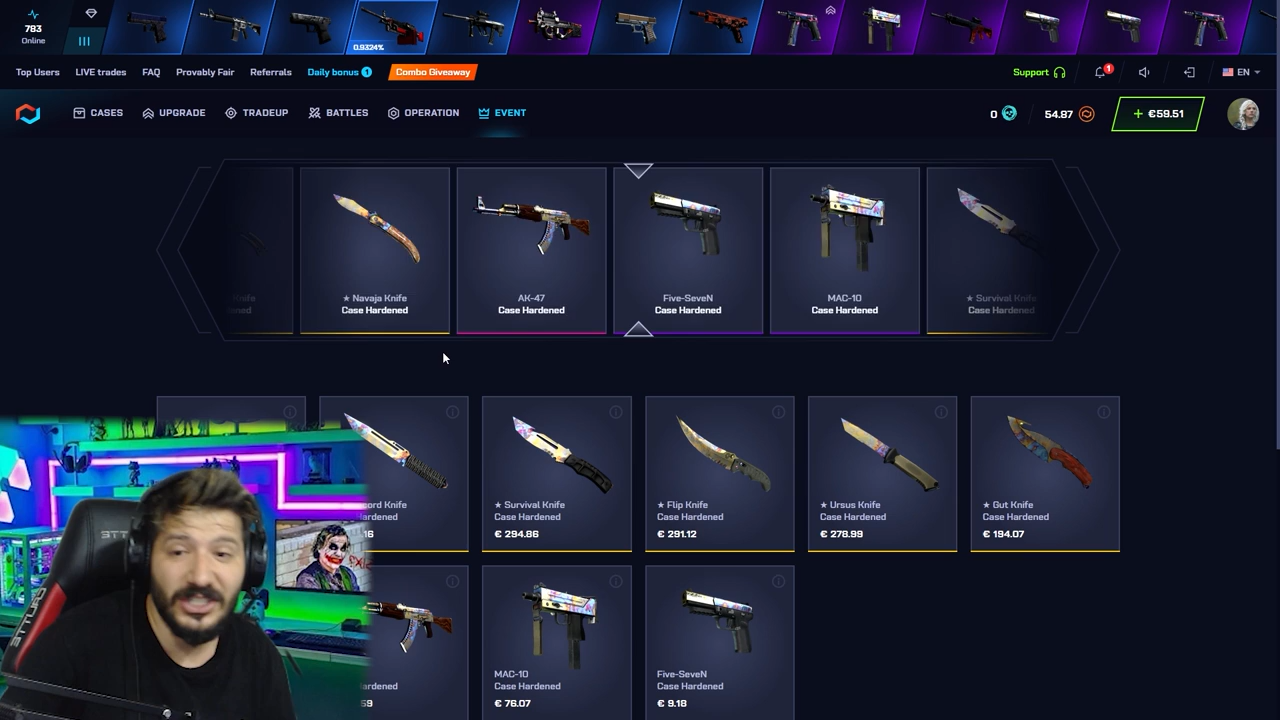 783
Online
0.9324%
Top Users
LIVE trades
FAQ
Provably Fair
Referrals
Daily bonus 1
Combo Giveaway
Support
1
EN
CASES
UPGRADE
TRADEUP
BATTLES
OPERATION
EVENT
0
54.87
+ €59.51
★ Navaja Knife
Case Hardened
AK-47
Case Hardened
Five-SeveN
Case Hardened
MAC-10
Case Hardened
★ Survival Knife
Case Hardened
★ Survival Knife
Case Hardened
€ 294.86
★ Flip Knife
Case Hardened
€ 291.12
★ Ursus Knife
Case Hardened
€ 278.99
★ Gut Knife
Case Hardened
€ 194.07
MAC-10
Case Hardened
€ 76.07
Five-SeveN
Case Hardened
€ 9.18